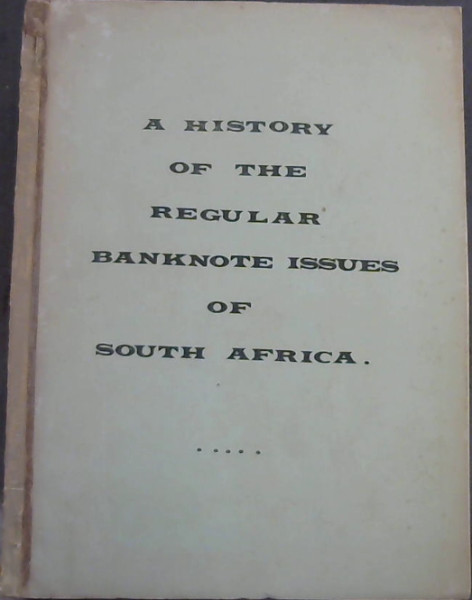 A HISTORY
OF THE
REGULAR
BANKNOTE ISSUES
OF
SOUTH AFRICA.
.....